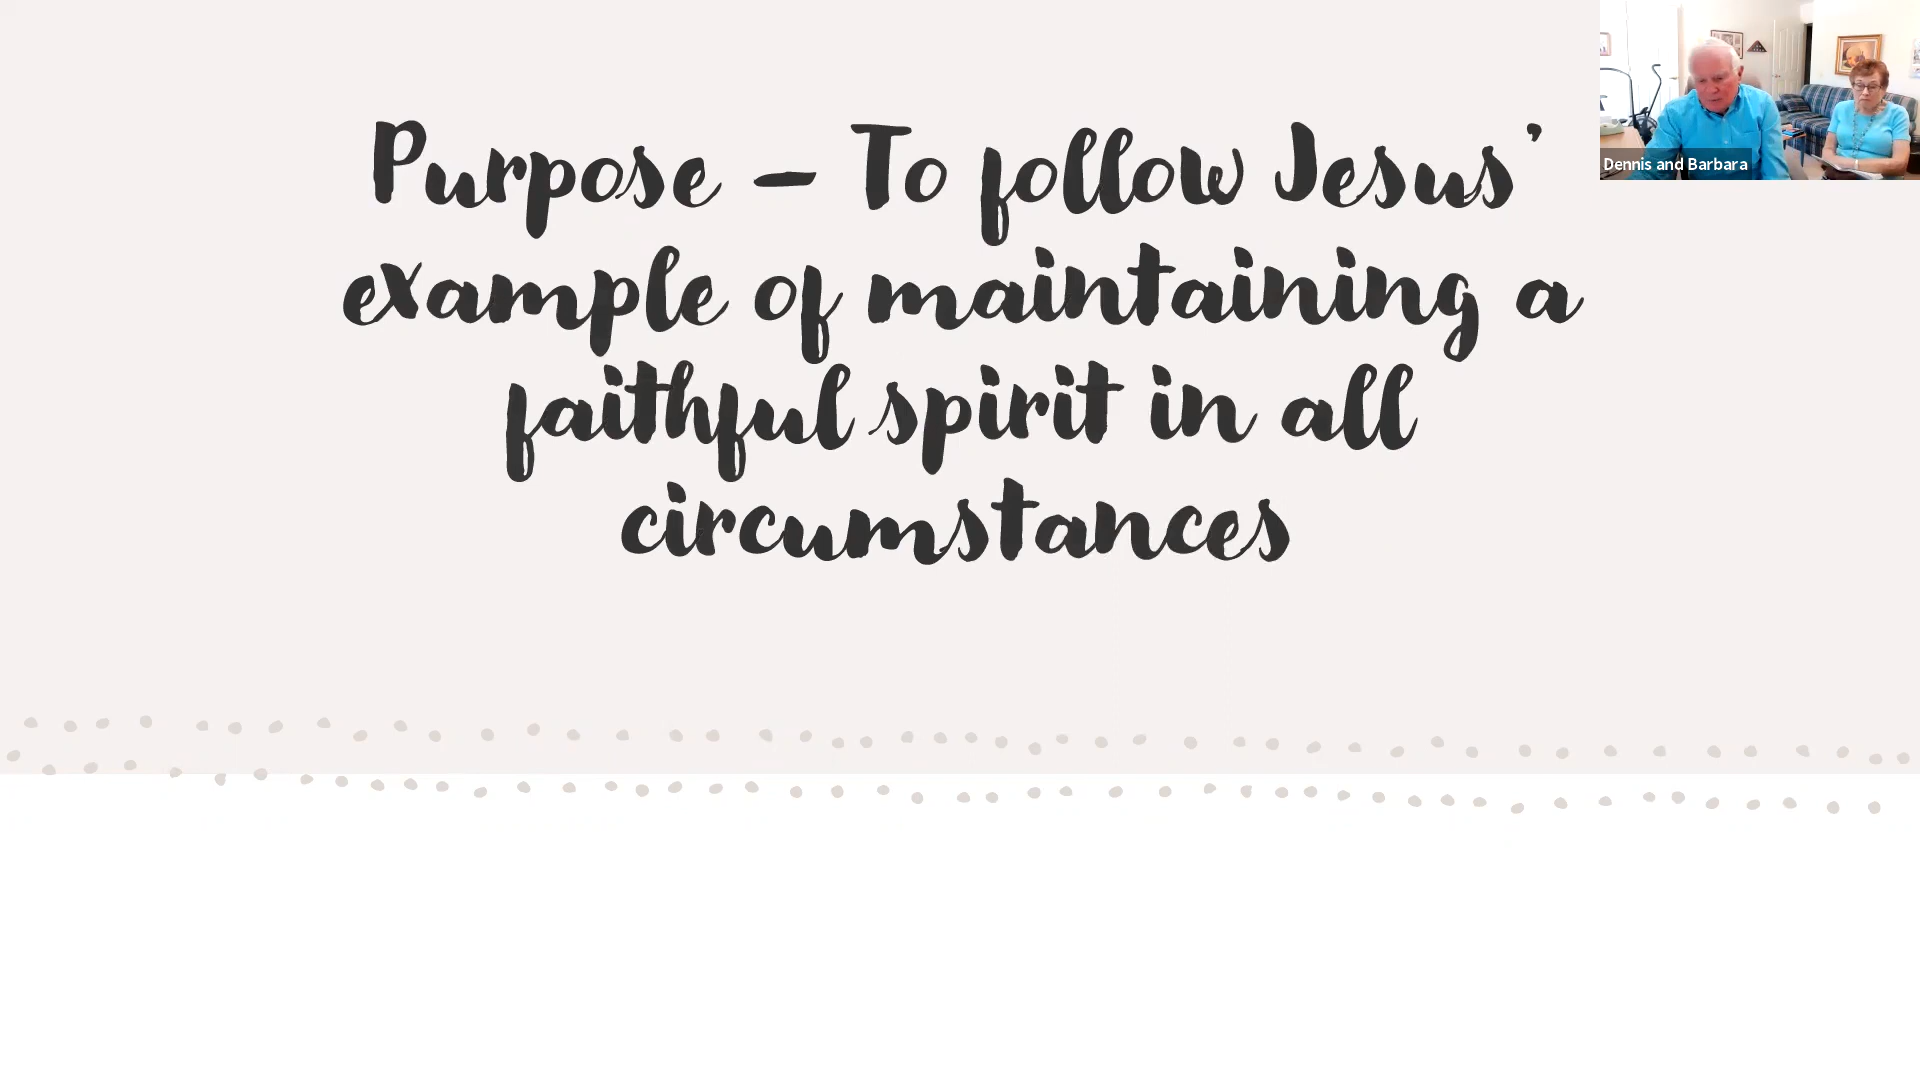 Purpose – To follow Jesus’
example of maintaining a
faithful spirit in all
circumstances
Dennis and Barbara